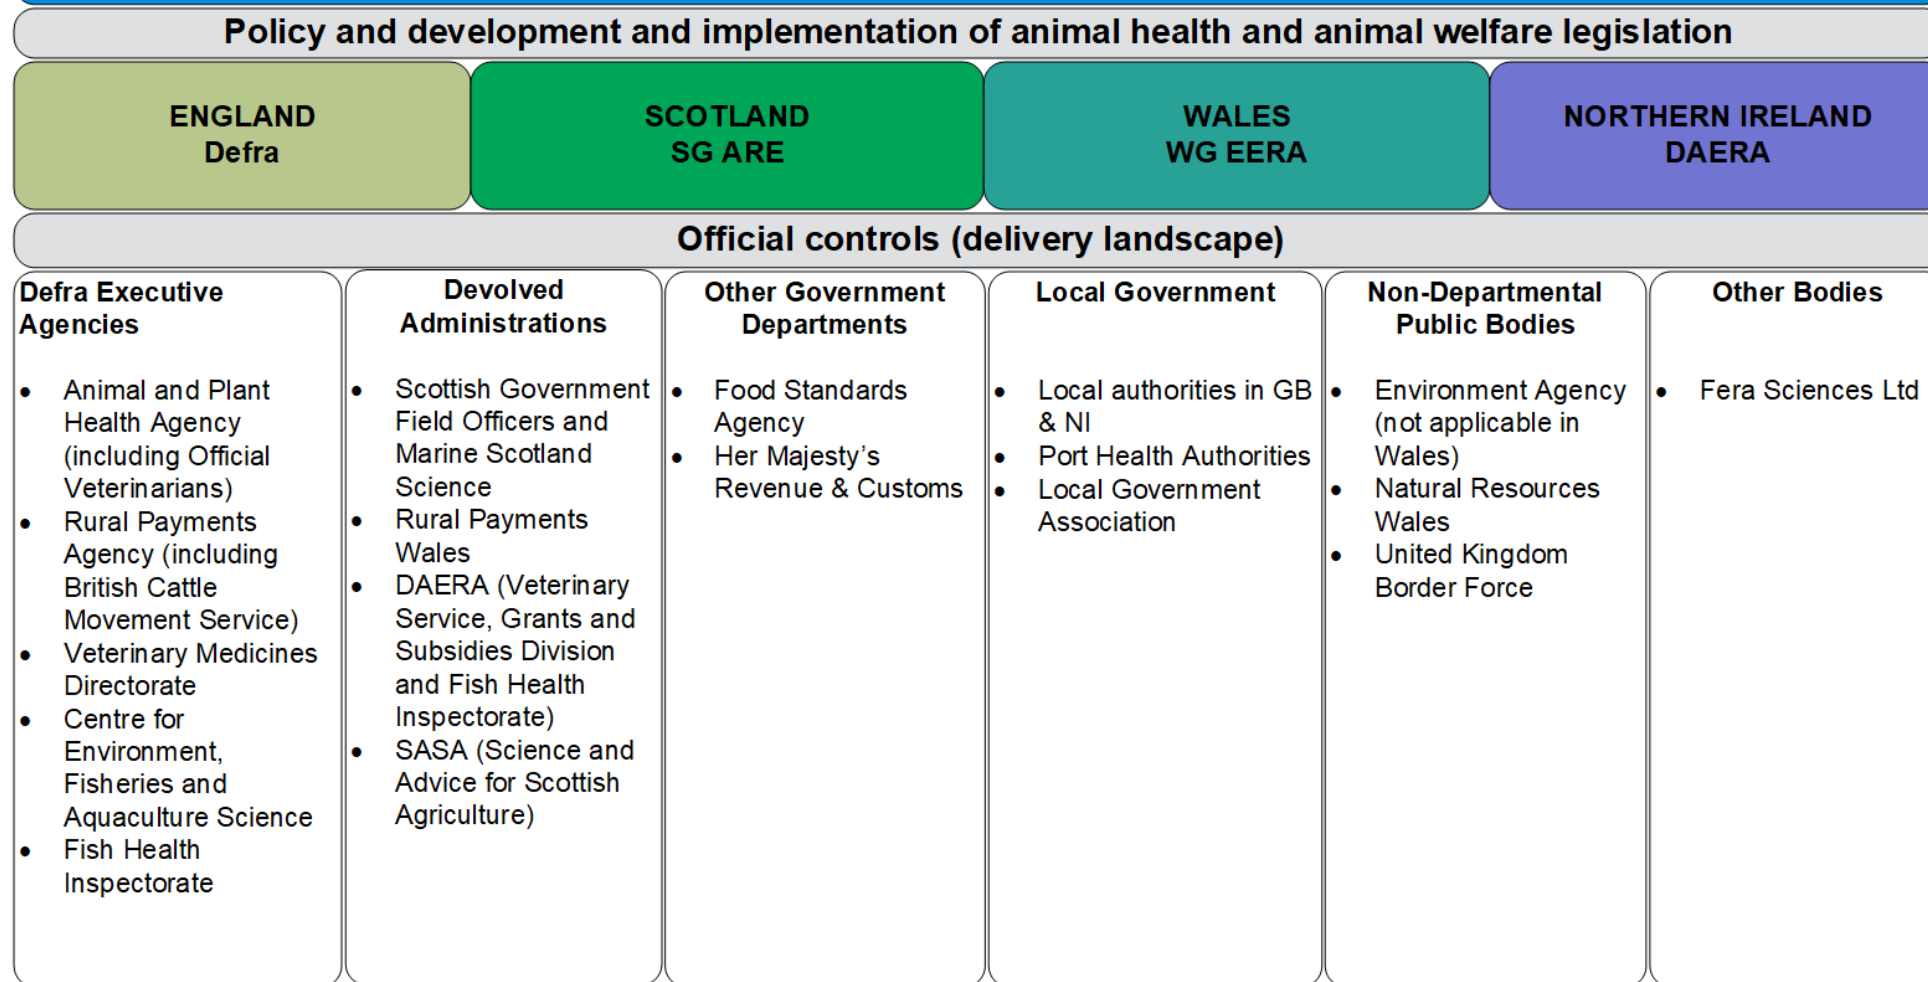 Policy and development and implementation of animal health and animal welfare legislation
ENGLAND
Defra
SCOTLAND
SG ARE
WALES
WG EERA
NORTHERN IRELAND
DAERA
Official controls (delivery landscape)
Defra Executive
Agencies
• Animal and Plant
Health Agency
(including Official
Veterinarians)
• Rural Payments
Agency (including
British Cattle
Movement Service)
• Veterinary Medicines
Directorate
• Centre for
Environment,
Fisheries and
Aquaculture Science
• Fish Health
Inspectorate
Devolved
Administrations
• Scottish Government
Field Officers and
Marine Scotland
Science
• Rural Payments
Wales
• DAERA (Veterinary
Service, Grants and
Subsidies Division
and Fish Health
Inspectorate)
• SASA (Science and
Advice for Scottish
Agriculture)
Other Government
Departments
• Food Standards
Agency
• Her Majesty’s
Revenue & Customs
Local Government
• Local authorities in GB
& NI
• Port Health Authorities
• Local Government
Association
Non-Departmental
Public Bodies
• Environment Agency
(not applicable in
Wales)
• Natural Resources
Wales
• United Kingdom
Border Force
Other Bodies
• Fera Sciences Ltd